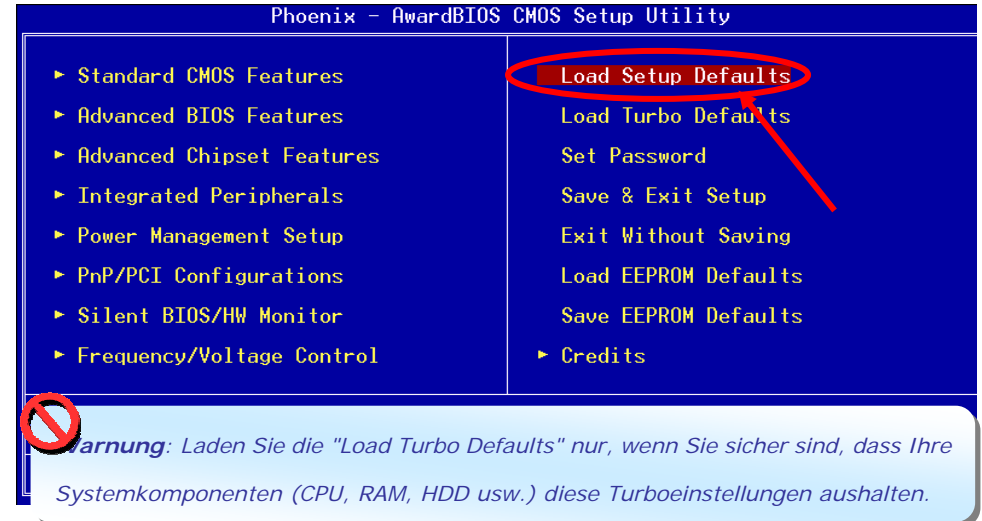 Phoenix - AwardBIOS CMOS Setup Utility
► Standard CMOS Features
► Advanced BIOS Features
► Advanced Chipset Features
► Integrated Peripherals
► Power Management Setup
► PnP/PCI Configurations
► Silent BIOS/HW Monitor
► Frequency/Voltage Control
Load Setup Defaults
Load Turbo Defaults
Set Password
Save & Exit Setup
Exit Without Saving
Load EEPROM Defaults
Save EEPROM Defaults
► Credits
Warnung: Laden Sie die "Load Turbo Defaults" nur, wenn Sie sicher sind, dass Ihre
Systemkomponenten (CPU, RAM, HDD usw.) diese Turboeinstellungen aushalten.